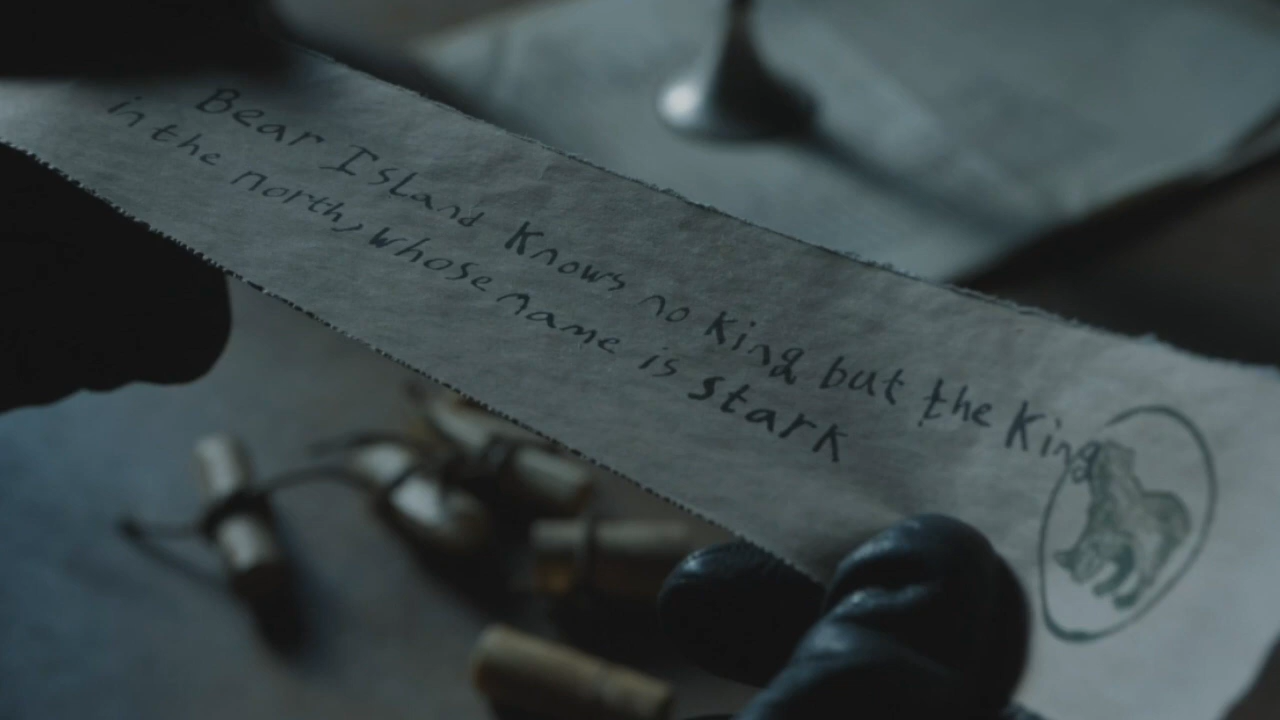 Bear Island Knows no King but the King
in the north, whose name is Stark